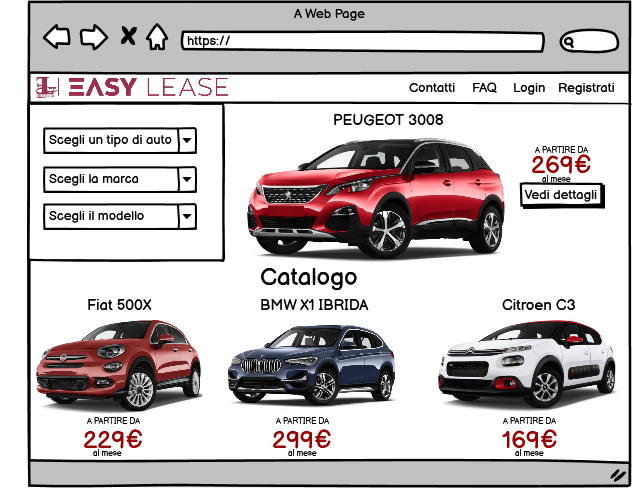 A Web Page
https://
EASY LEASE
Contatti FAQ Login Registrati
Scegli un tipo di auto
Scegli la marca
Scegli il modello
PEUGEOT 3008
A PARTIRE DA
269€
al mese
Vedi dettagli
Catalogo
Fiat 500X
A PARTIRE DA
229€
al mese
BMW X1 IBRIDA
A PARTIRE DA
299€
al mese
Citroen C3
A PARTIRE DA
169€
al mese